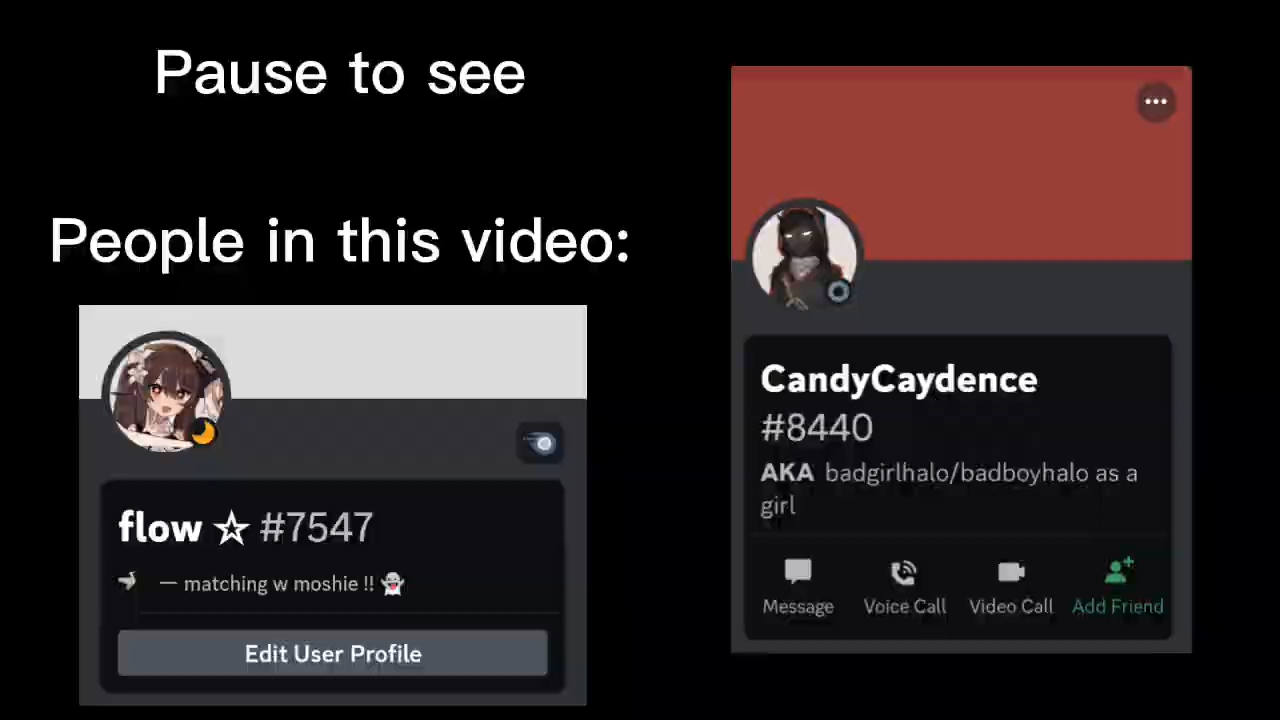 Pause to see
People in this video:
flow ☆ #7547
— matching w moshie !! 👻
Edit User Profile
CandyCaydence
#8440
AKA badgirlhalo/badboyhalo as a
girl
Message Voice Call Video Call Add Friend